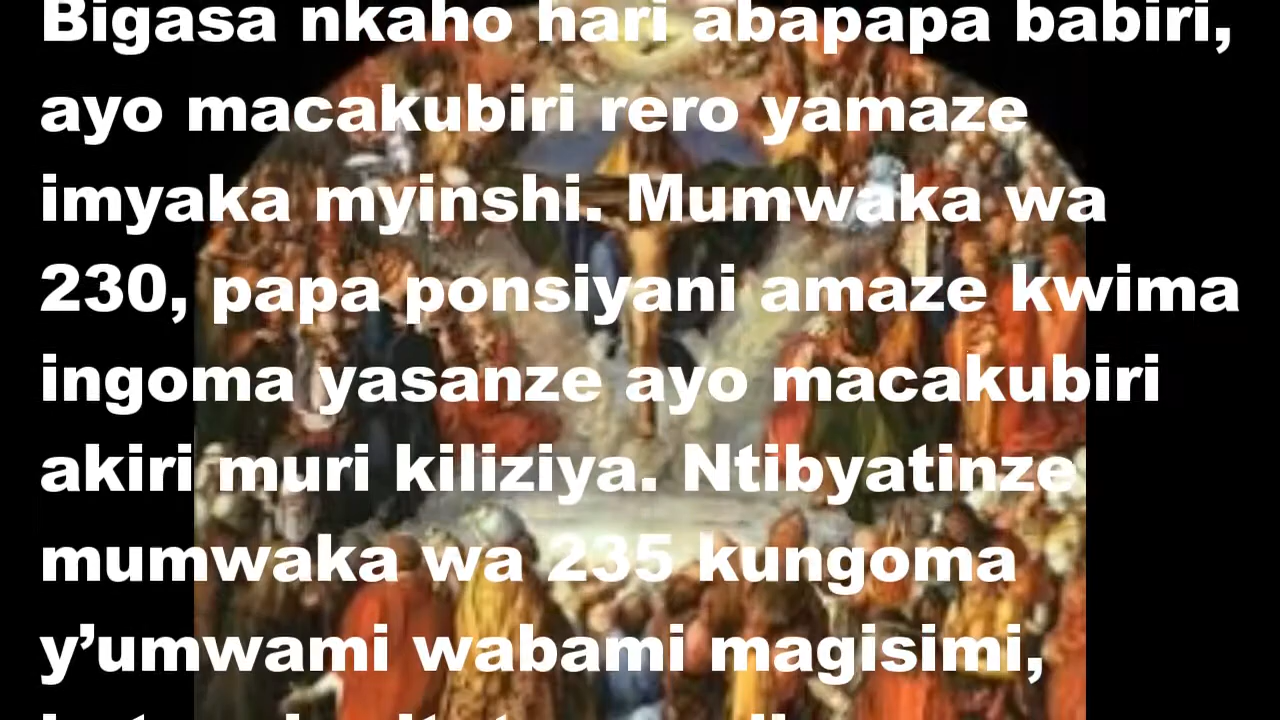 Bigasa nkaho hari abapapa babiri,
ayo macakubiri rero yamaze
imyaka myinshi. Mumwaka wa
230, papa ponsiyani amaze kwima
ingoma yasanze ayo macakubiri
akiri muri kiliziya. Ntibyatinze
mumwaka wa 235 kungoma
y’umwami wabami magisimi,